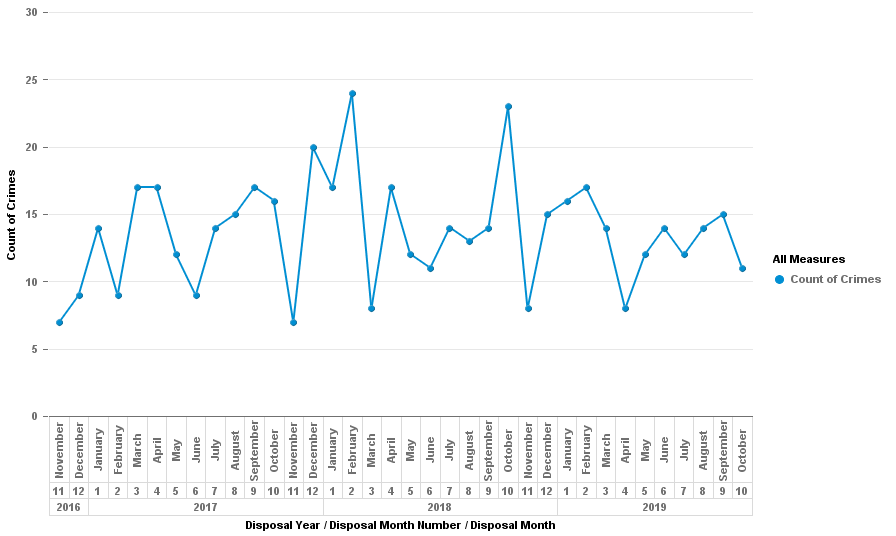 30
25
20
15
10
5
0
Count of Crimes
All Measures
Count of Crimes
November December January February March April May June July August September October November December January February March April May June July August September October November December January February March April May June July August September October
11 12 1 2 3 4 5 6 7 8 9 10 11 12 1 2 3 4 5 6 7 8 9 10 11 12 1 2 3 4 5 6 7 8 9 10
2016 2017 2018 2019
Disposal Year / Disposal Month Number / Disposal Month